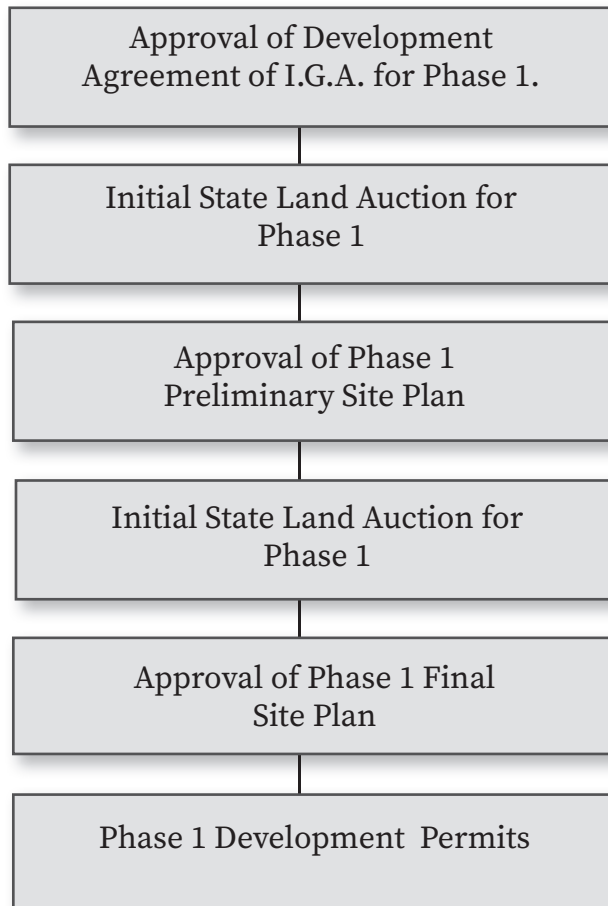 Approval of Development
Agreement of I.G.A. for Phase 1.
Initial State Land Auction for
Phase 1
Approval of Phase 1
Preliminary Site Plan
Initial State Land Auction for
Phase 1
Approval of Phase 1 Final
Site Plan
Phase 1 Development  Permits